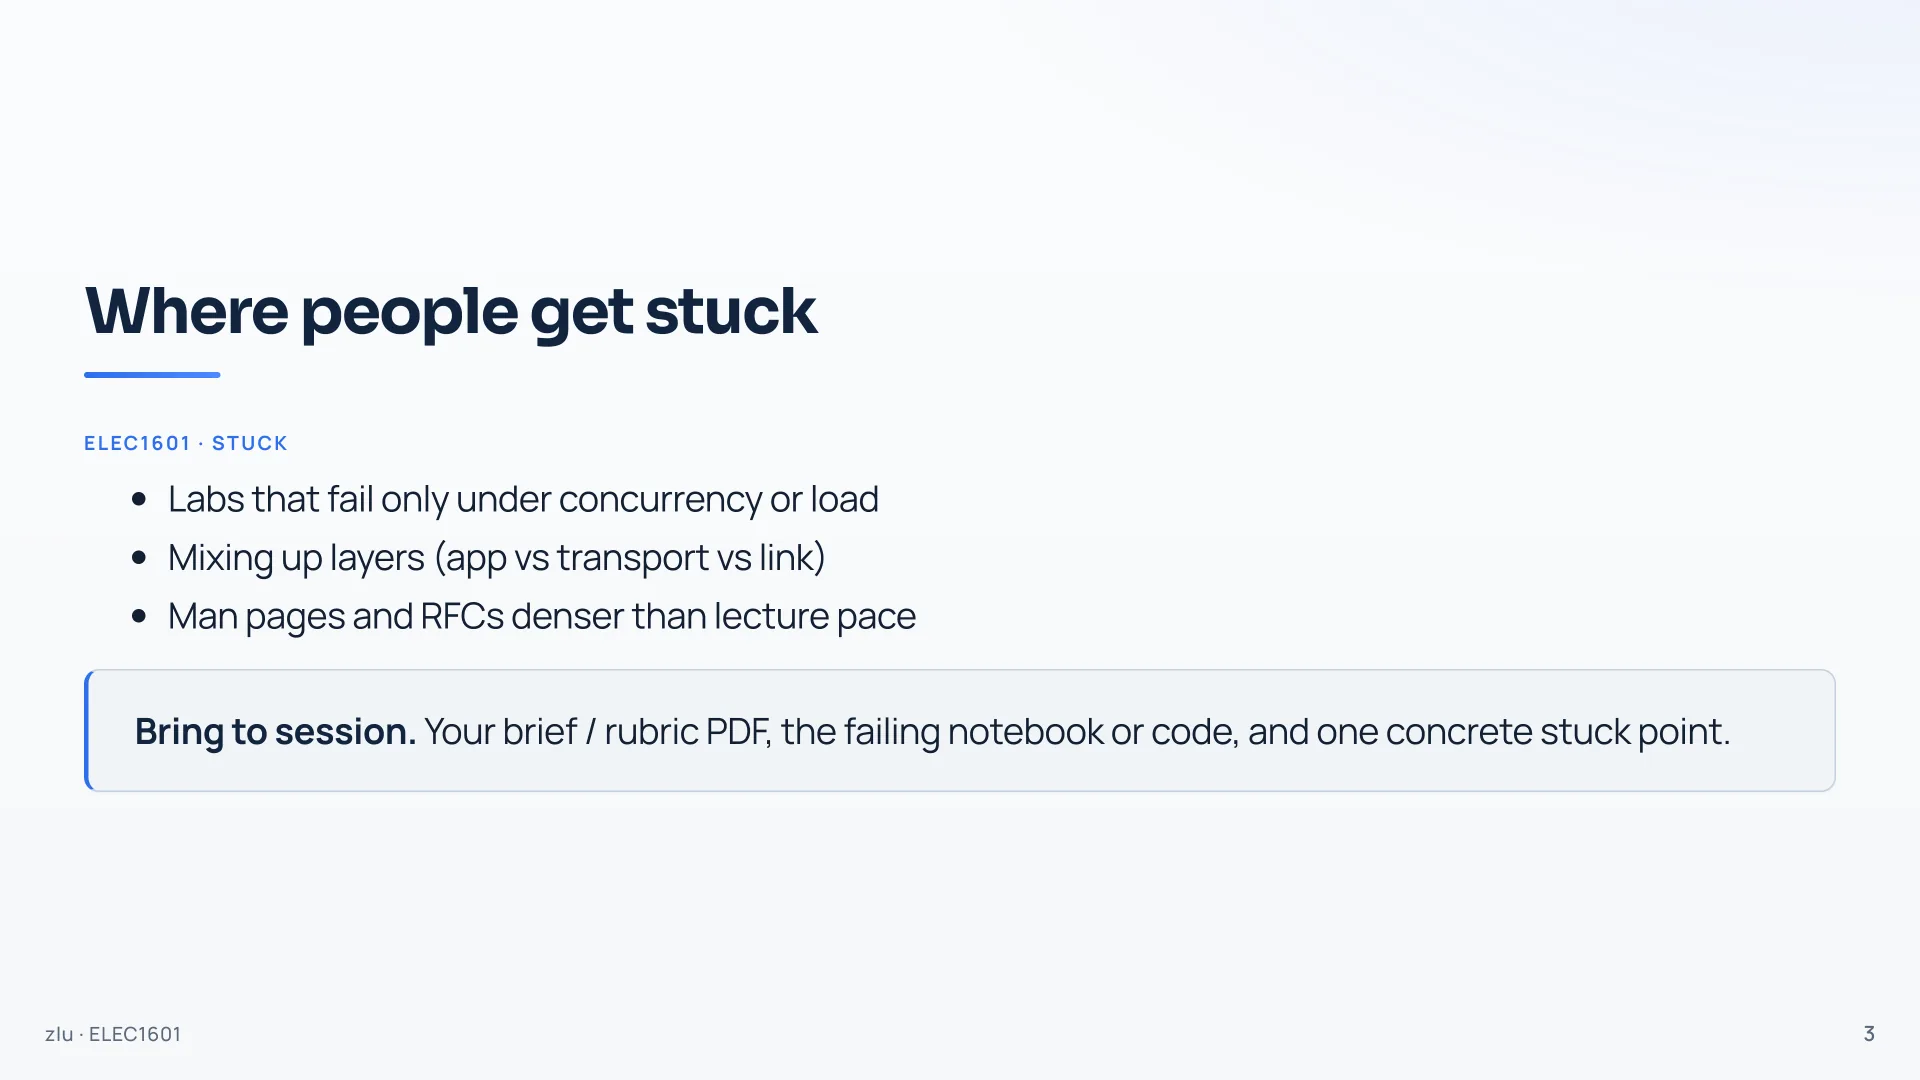 Where people get stuck
ELEC1601 · STUCK
• Labs that fail only under concurrency or load
• Mixing up layers (app vs transport vs link)
• Man pages and RFCs denser than lecture pace
Bring to session. Your brief / rubric PDF, the failing notebook or code, and one concrete stuck point.
zlu · ELEC1601
3